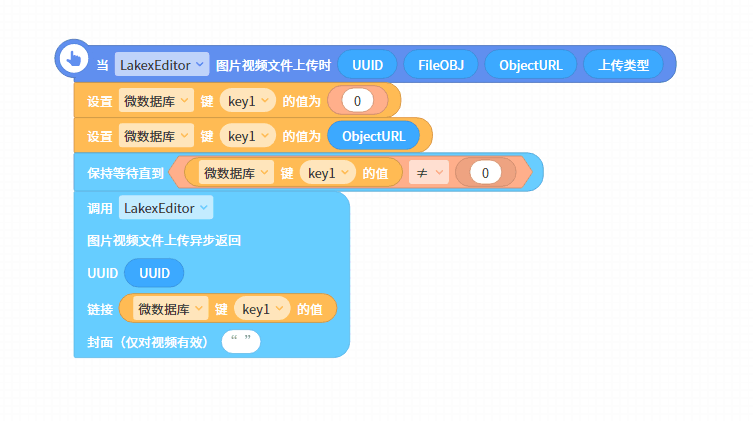 当 LakexEditor 图片视频文件上传时 UUID FileOBJ ObjectURL 上传类型
设置 微数据库 键 key1 的值为 0
设置 微数据库 键 key1 的值为 ObjectURL
保持等待直到 微数据库 键 key1 的值 ≠ 0
调用 LakexEditor
图片视频文件上传异步返回
UUID UUID
链接 微数据库 键 key1 的值
封面（仅对视频有效） “ ”